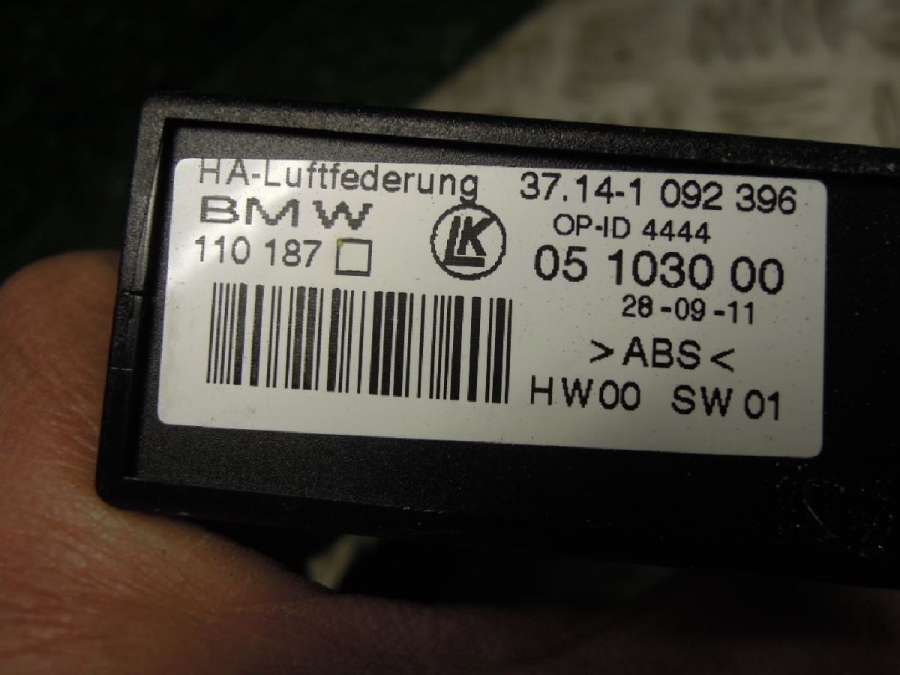 HA-Luftfederung
BMW
110 187
LK
37.14-1 092 396
OP-ID 4444
05 1030 00
28-09-11
>ABS<
HW00 SW01